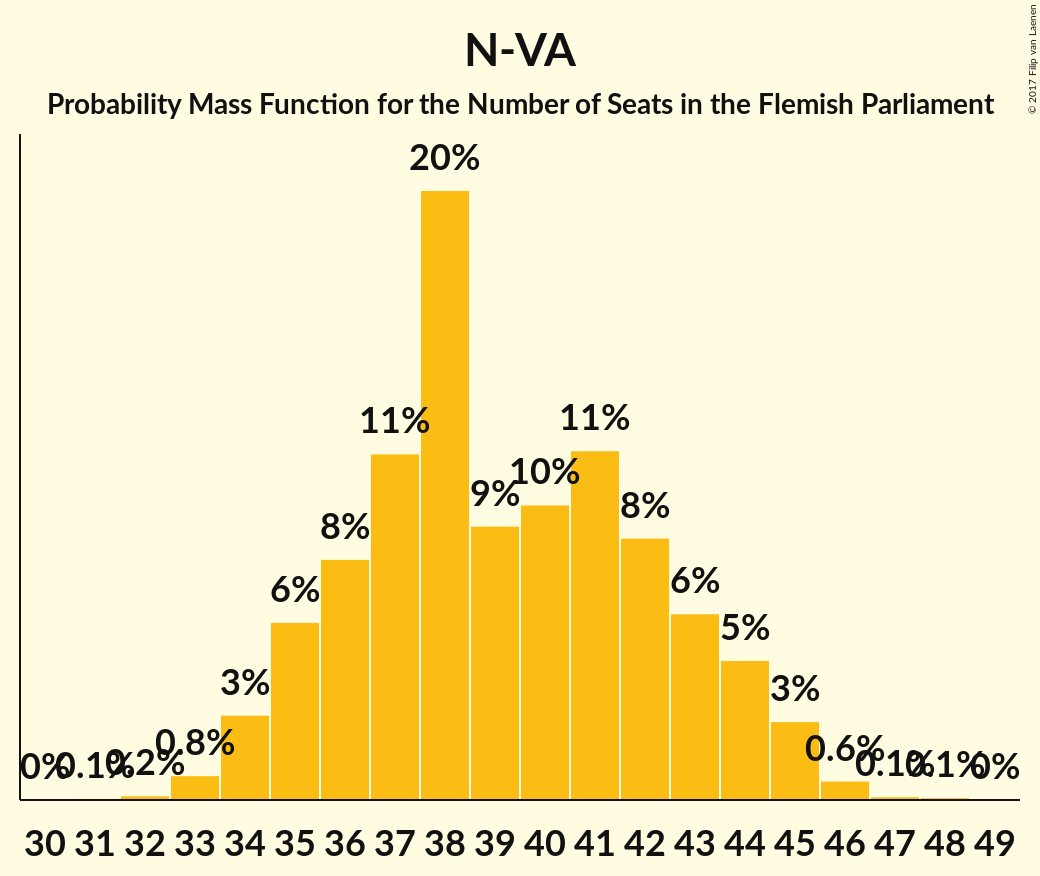 N-VA
Probability Mass Function for the Number of Seats in the Flemish Parliament
© 2017 Filip van Laenen
20%
11%
11%
10%
9%
8%
8%
6%
6%
5%
3%
3%
0.8%
0.6%
0% 0.1% 0.2% 0.1% 0.1% 0%
30 31 32 33 34 35 36 37 38 39 40 41 42 43 44 45 46 47 48 49